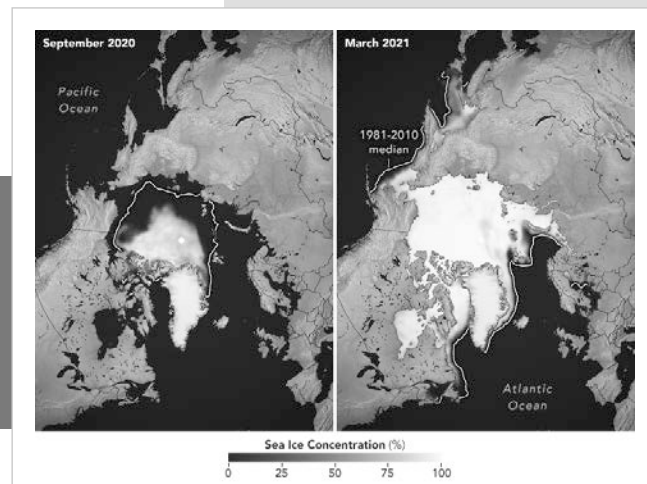 September 2020
March 2021
Pacific
Ocean
1981-2010
median
Atlantic
Ocean
Sea Ice Concentration (%)
0 25 50 75 100